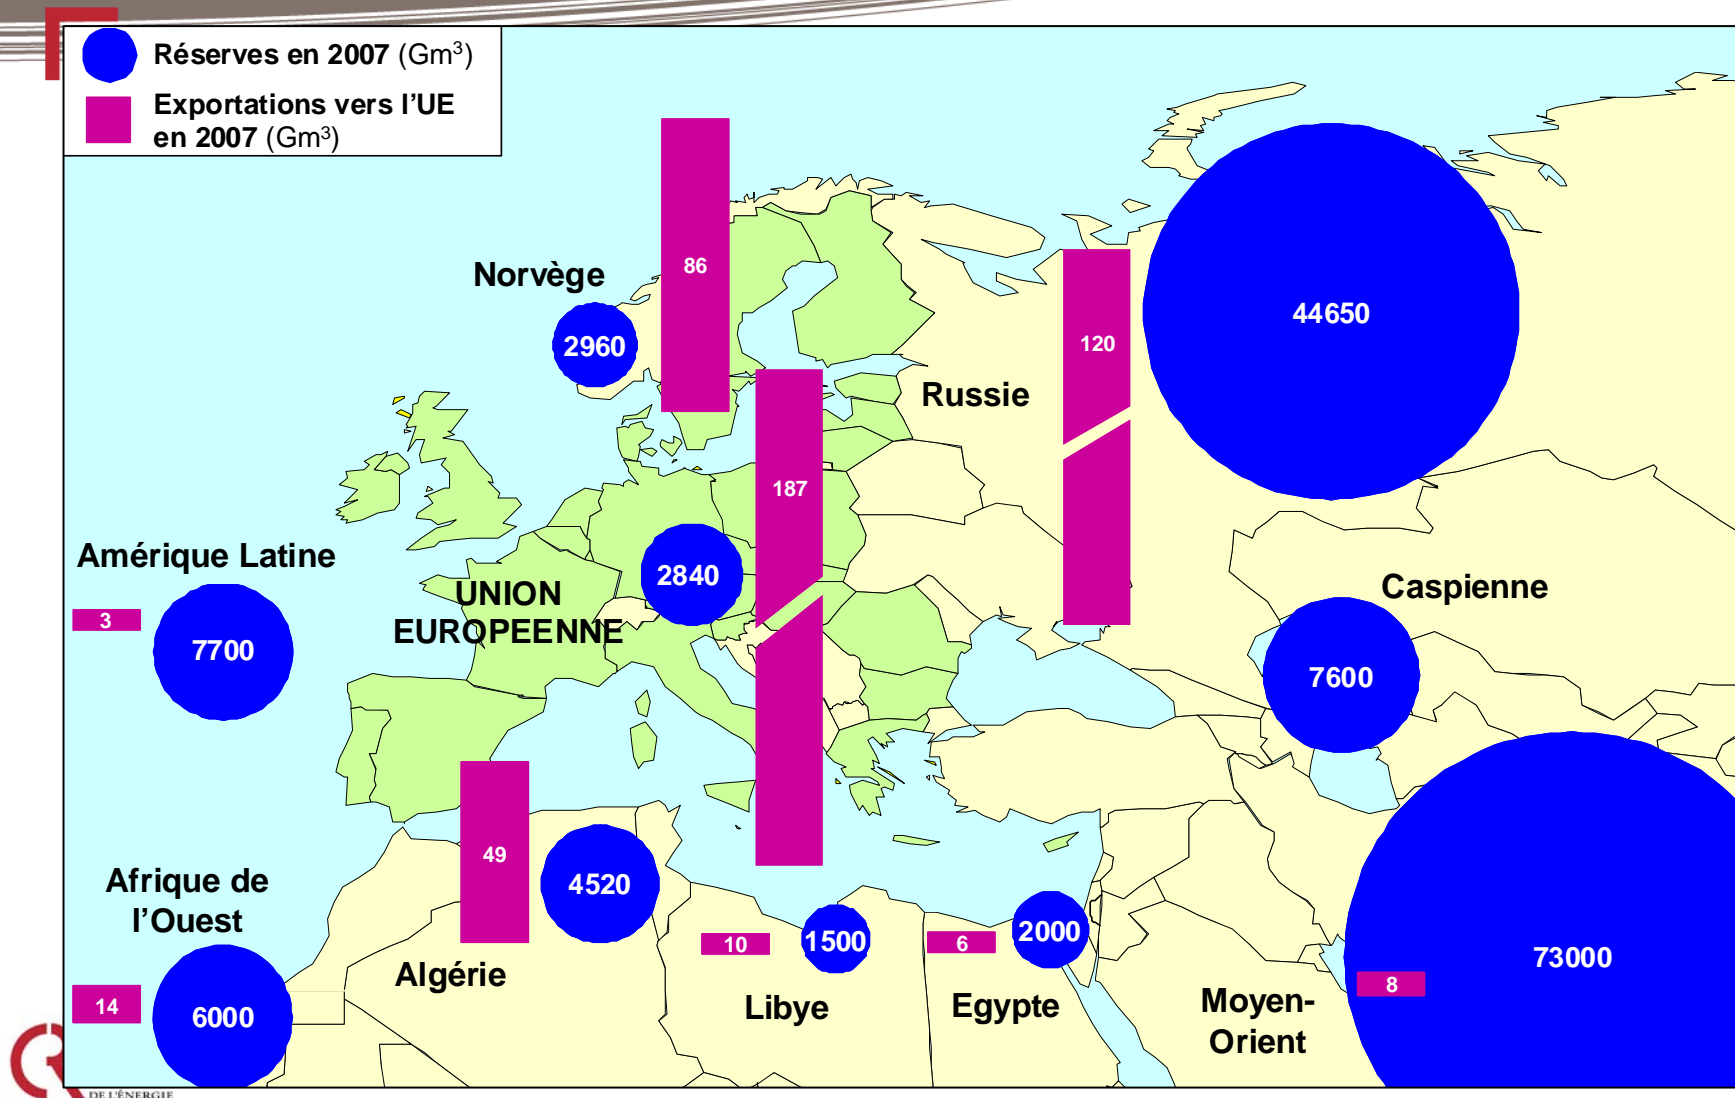 Réserves en 2007 (Gm³)
Exportations vers l'UE
en 2007 (Gm³)
Norvège
86
2960
120
44650
Russie
187
Amérique Latine
3
7700
UNION
EUROPEENNE
2840
Caspienne
7600
49
4520
Afrique de
l'Ouest
14
6000
Algérie
10
1500
Libye
6
2000
Egypte
Moyen-
Orient
8
73000
DE L'ÉNERGIE